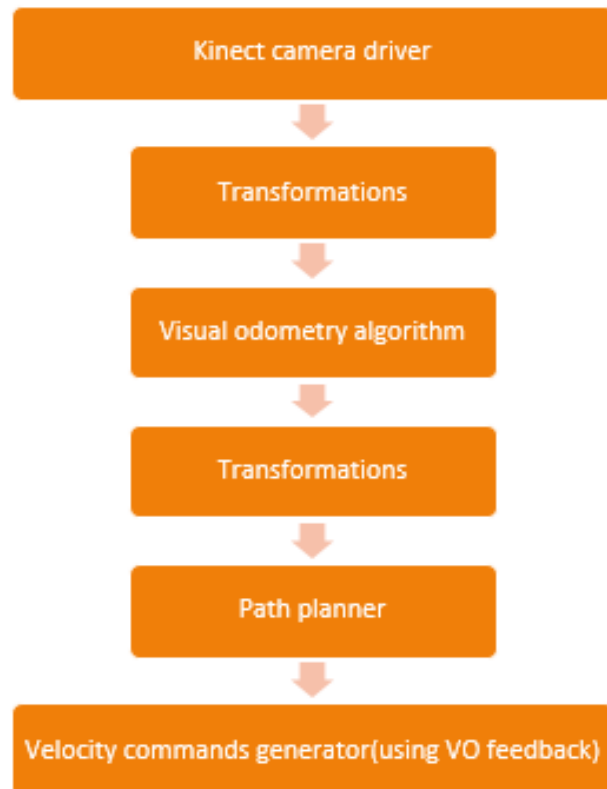 Kinect camera driver
Transformations
Visual odometry algorithm
Transformations
Path planner
Velocity commands generator(using VO feedback)